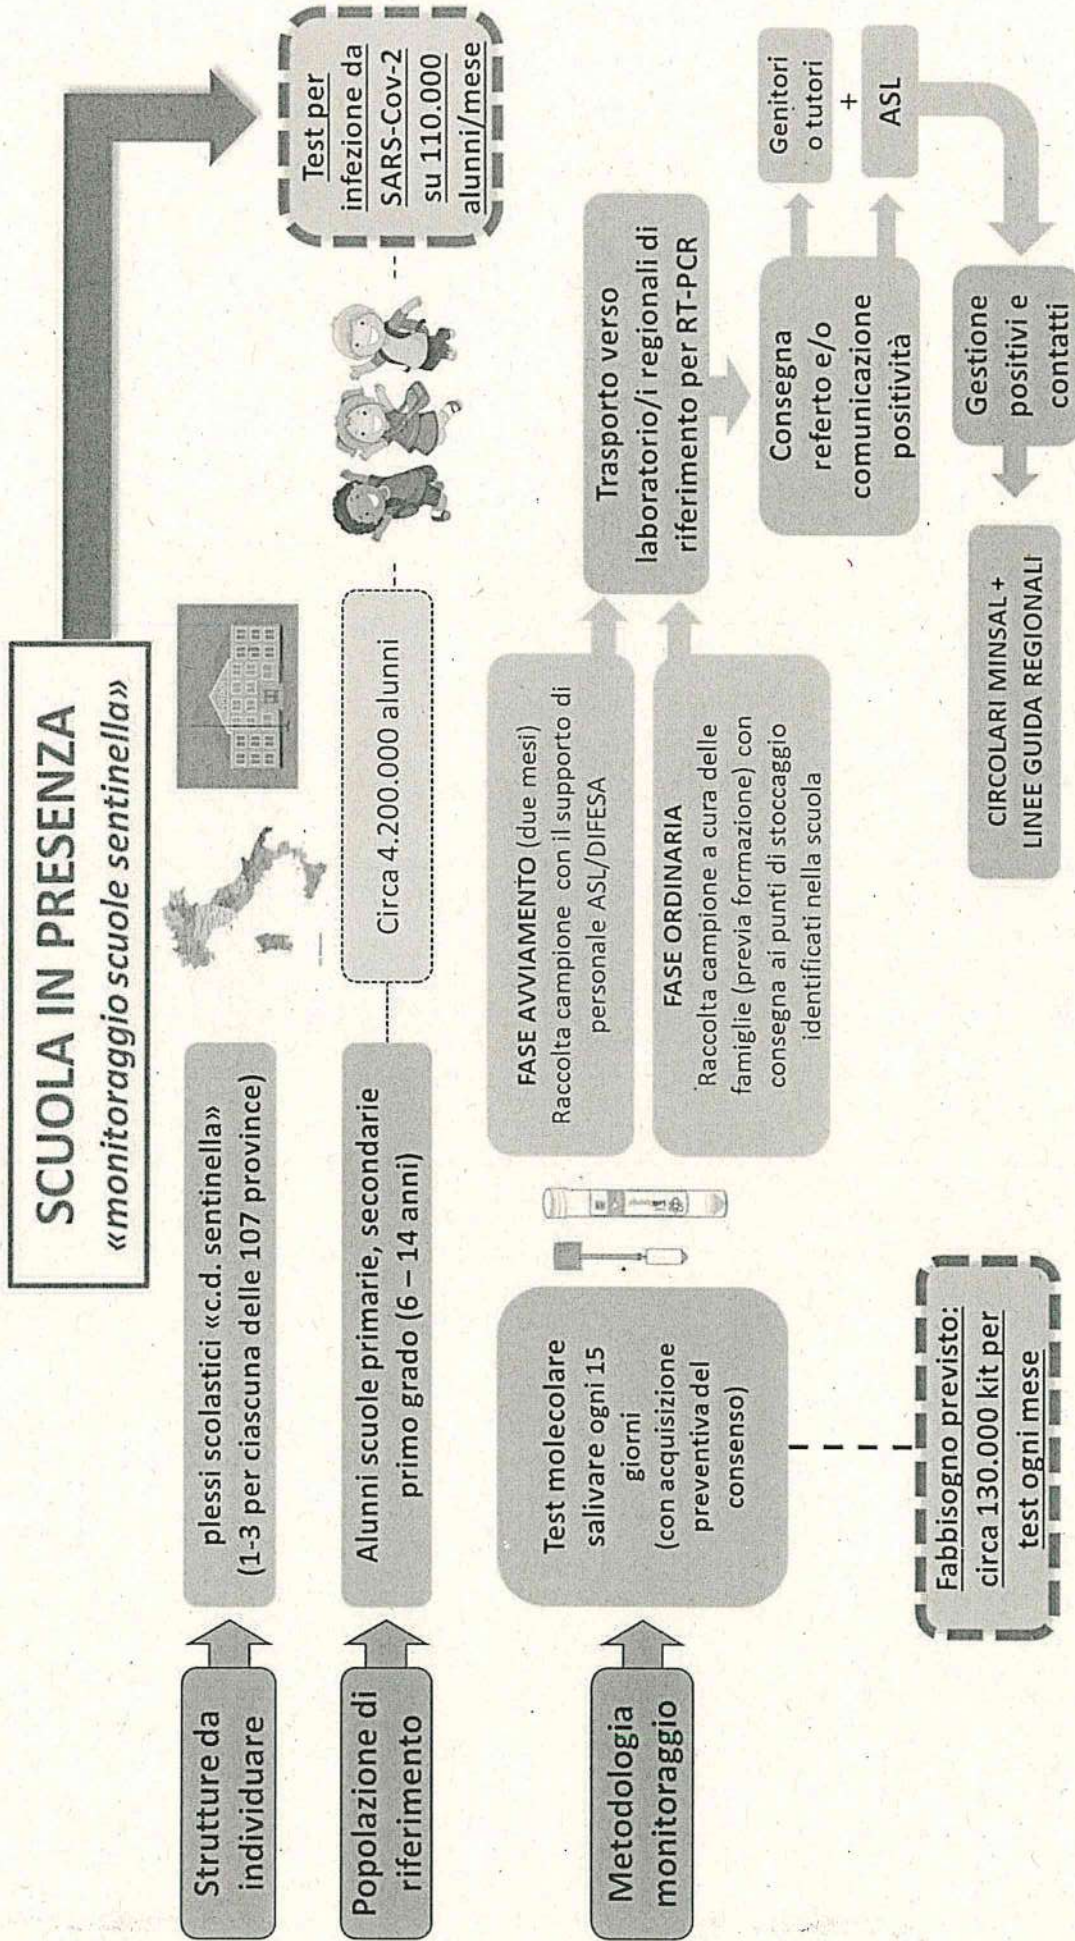 SCUOLA IN PRESENZA
«monitoraggio scuole sentinella»
Strutture da
individuare
plessi scolastici «c.d. sentinella»
(1-3 per ciascuna delle 107 province)
Popolazione di
riferimento
Alunni scuole primarie, secondarie
primo grado (6 – 14 anni)
Circa 4.200.000 alunni
Test per
infezione da
SARS-Cov-2
su 110.000
alunni/mese
Metodologia
monitoraggio
Test molecolare
salivare ogni 15
giorni
(con acquisizione
preventiva del
consenso)
FASE AVVIAMENTO (due mesi)
Raccolta campione con il supporto di
personale ASL/DIFESA
FASE ORDINARIA
Raccolta campione a cura delle
famiglie (previa formazione) con
consegna ai punti di stoccaggio
identificati nella scuola
Trasporto verso
laboratorio/i regionali di
riferimento per RT-PCR
Consegna
referto e/o
comunicazione
positività
Genitori
o tutori
+
ASL
Gestione
positivi e
contatti
CIRCOLARI MINSAL +
LINEE GUIDA REGIONALI
Fabbisogno previsto:
circa 130.000 kit per
test ogni mese